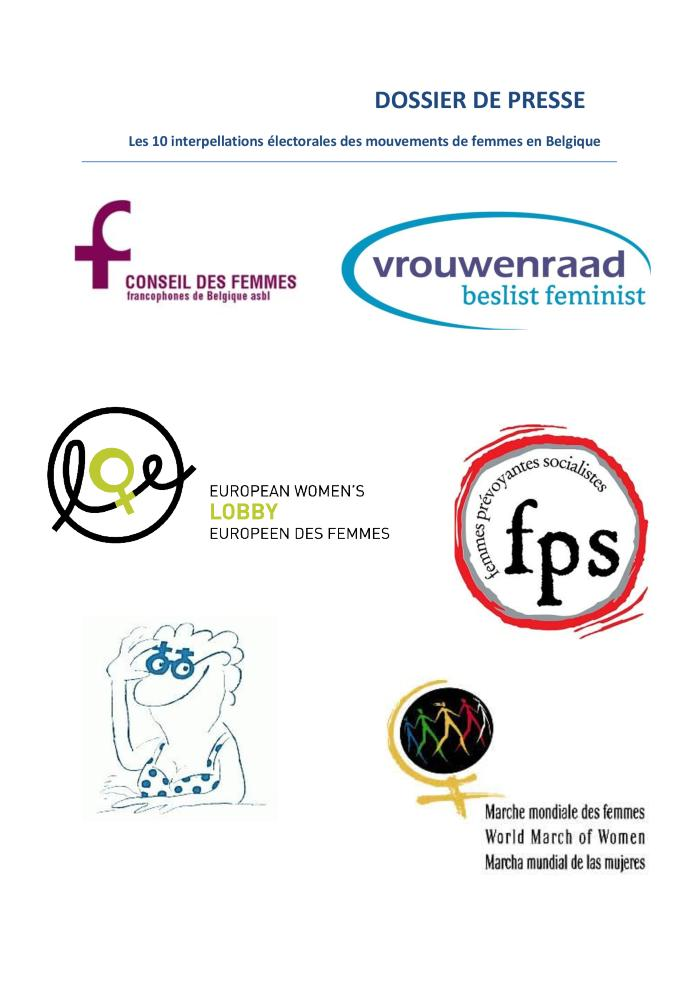 DOSSIER DE PRESSE
Les 10 interpellations électorales des mouvements de femmes en Belgique
CONSEIL DES FEMMES
francophones de Belgique asbl
vrouwenraad
beslist feminist
loe
EUROPEAN WOMEN'S
LOBBY
EUROPEEN DES FEMMES
femmes prévoyantes socialistes
fps
Marche mondiale des femmes
World March of Women
Marcha mundial de las mujeres